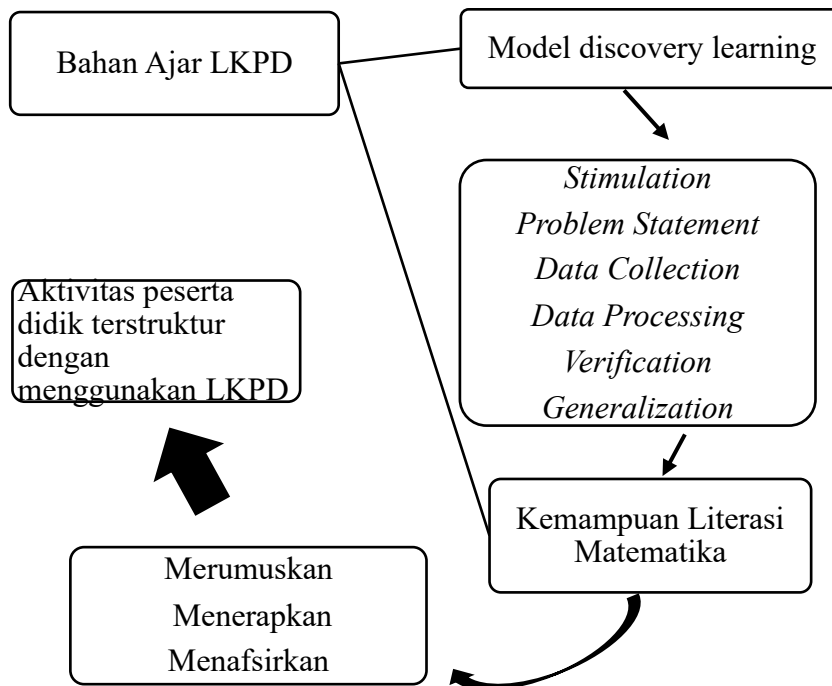 Bahan Ajar LKPD
Model discovery learning
Stimulation
Problem Statement
Data Collection
Data Processing
Verification
Generalization
Aktivitas peserta
didik terstruktur
dengan
menggunakan LKPD
Kemampuan Literasi
Matematika
Merumuskan
Menerapkan
Menafsirkan